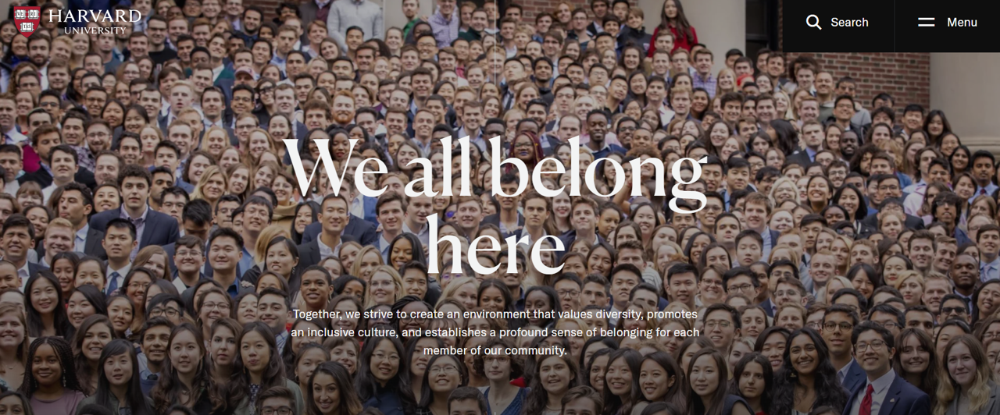 HARVARD
UNIVERSITY
Search
Menu
We all belong
here
Together, we strive to create an environment that values diversity, promotes
an inclusive culture, and establishes a profound sense of belonging for each
member of our community.